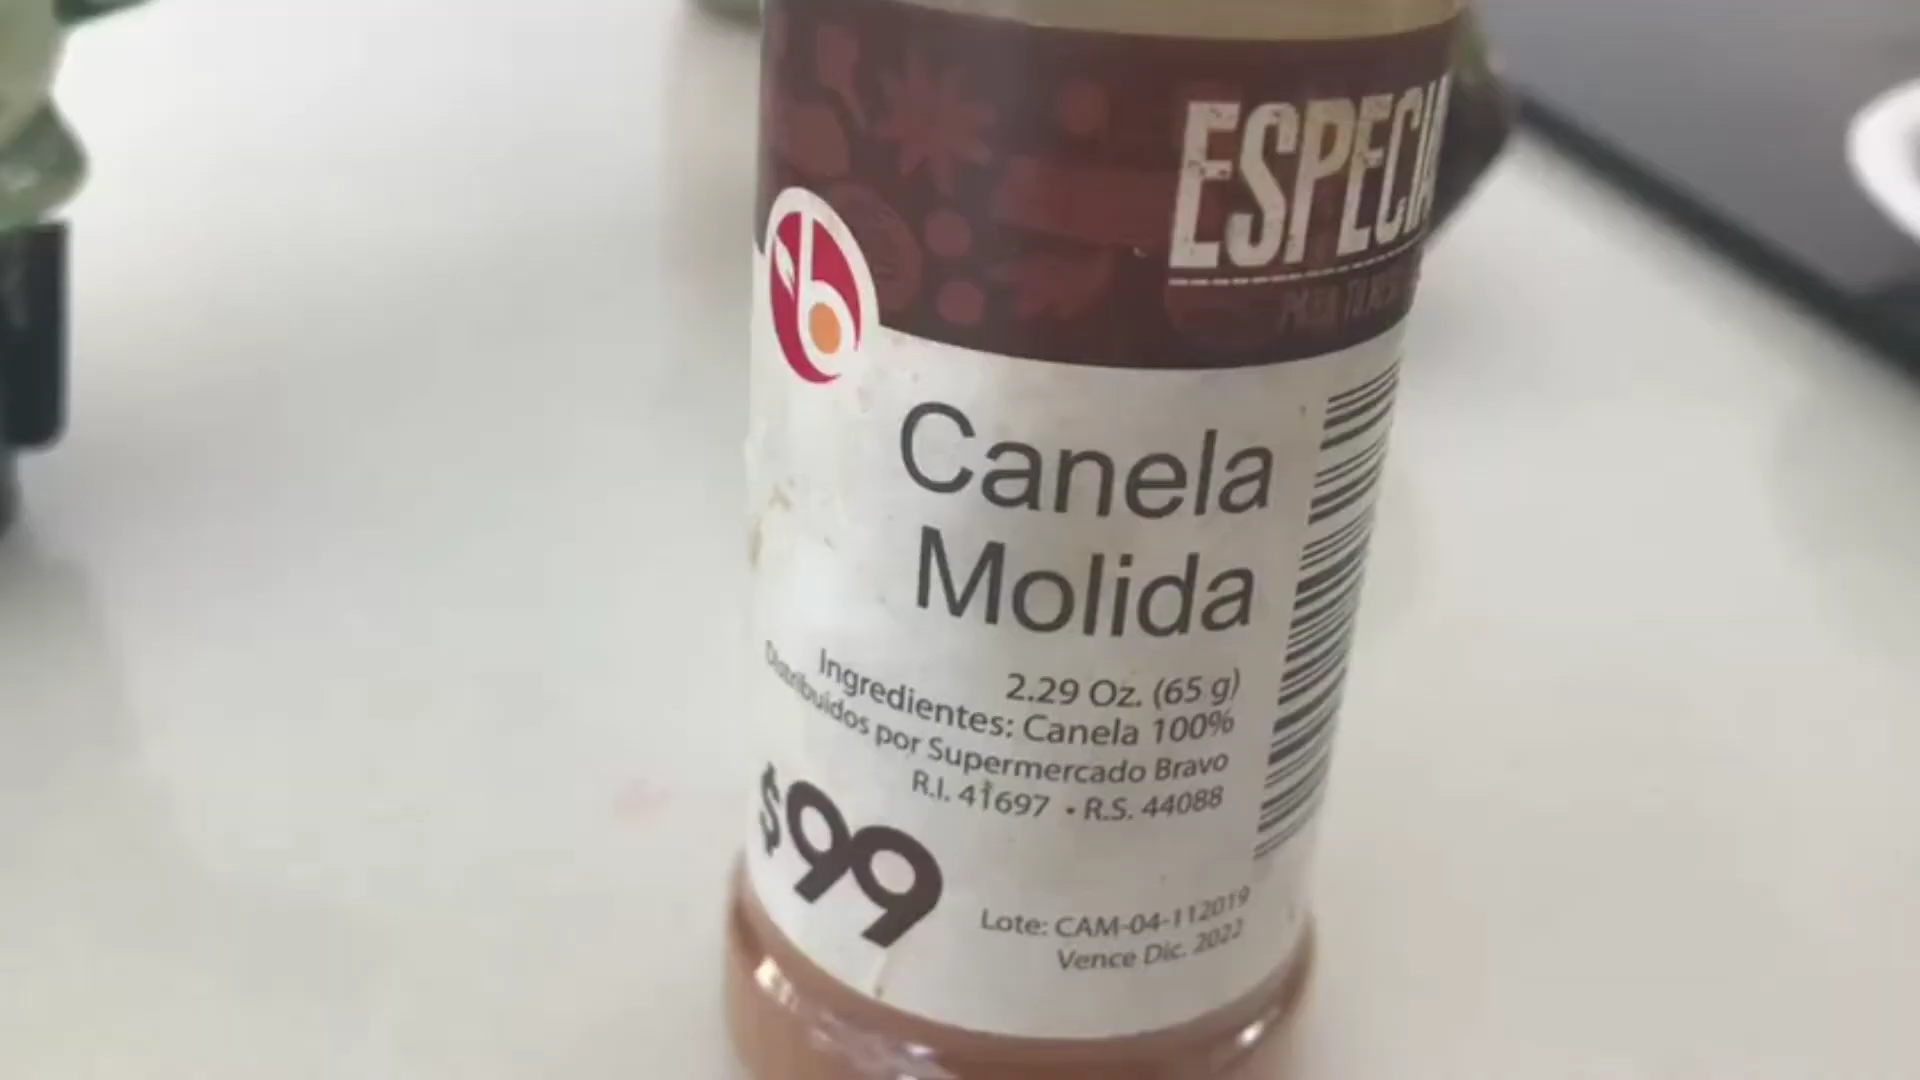 ESPECIA
Canela
Molida
2.29 Oz. (65 g)
Ingredientes: Canela 100%
Distribuidos por Supermercado Bravo
R.I. 41697 • R.S. 44088
$99
Lote: CAM-04-112019
Vence Dic. 2022